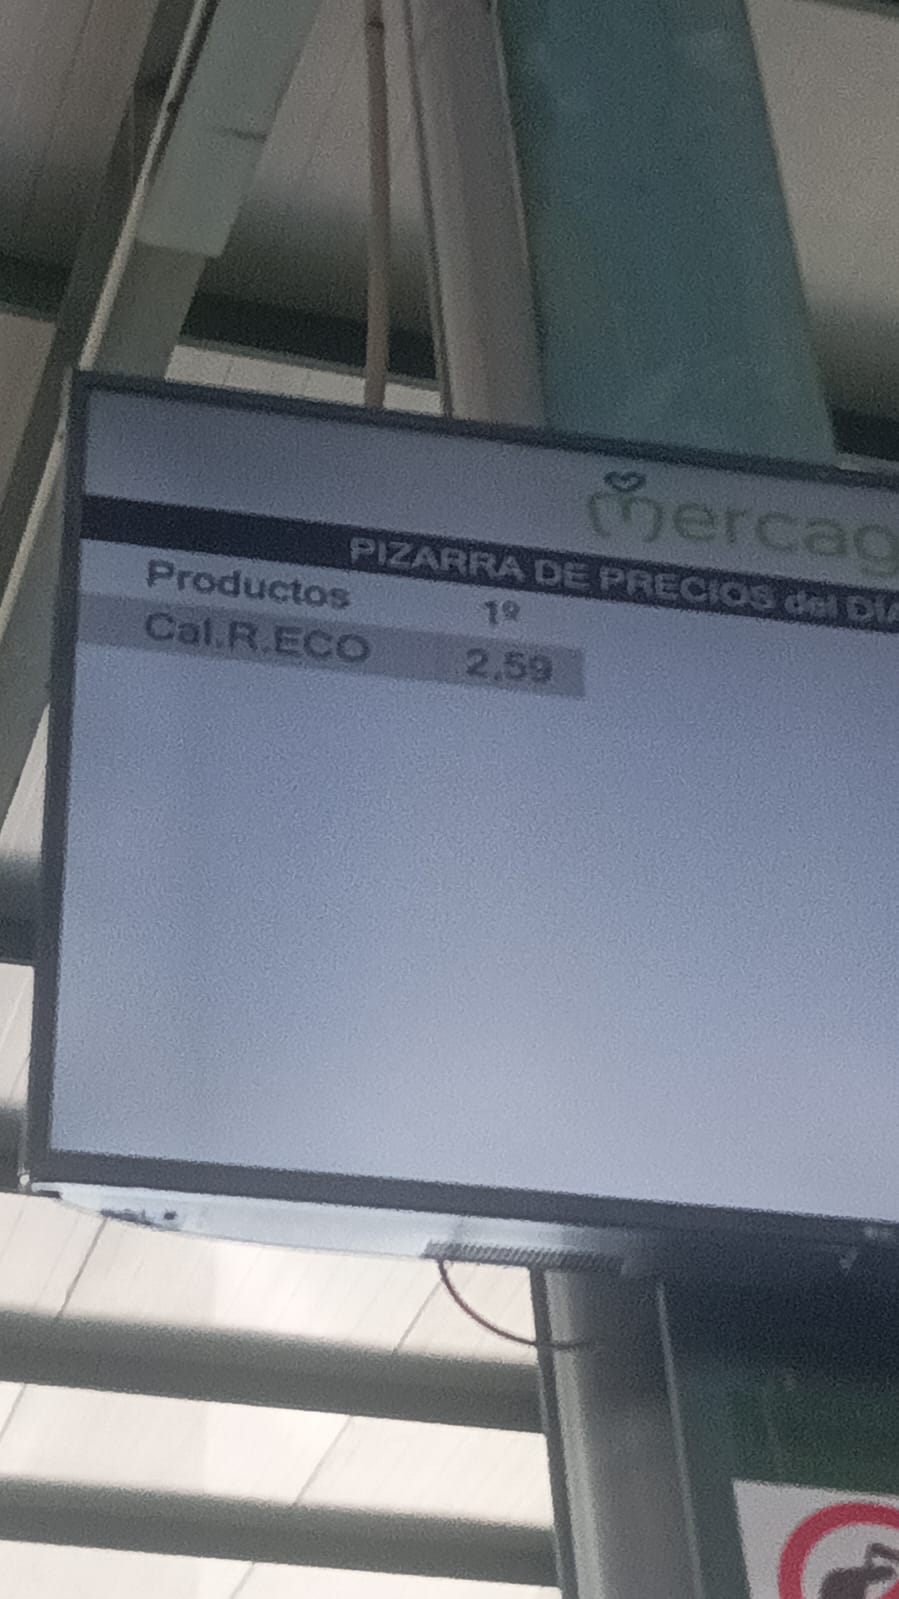 mercag
PIZARRA DE PRECIOS del DIA
Productos 1º
Cal.R.ECO 2,59